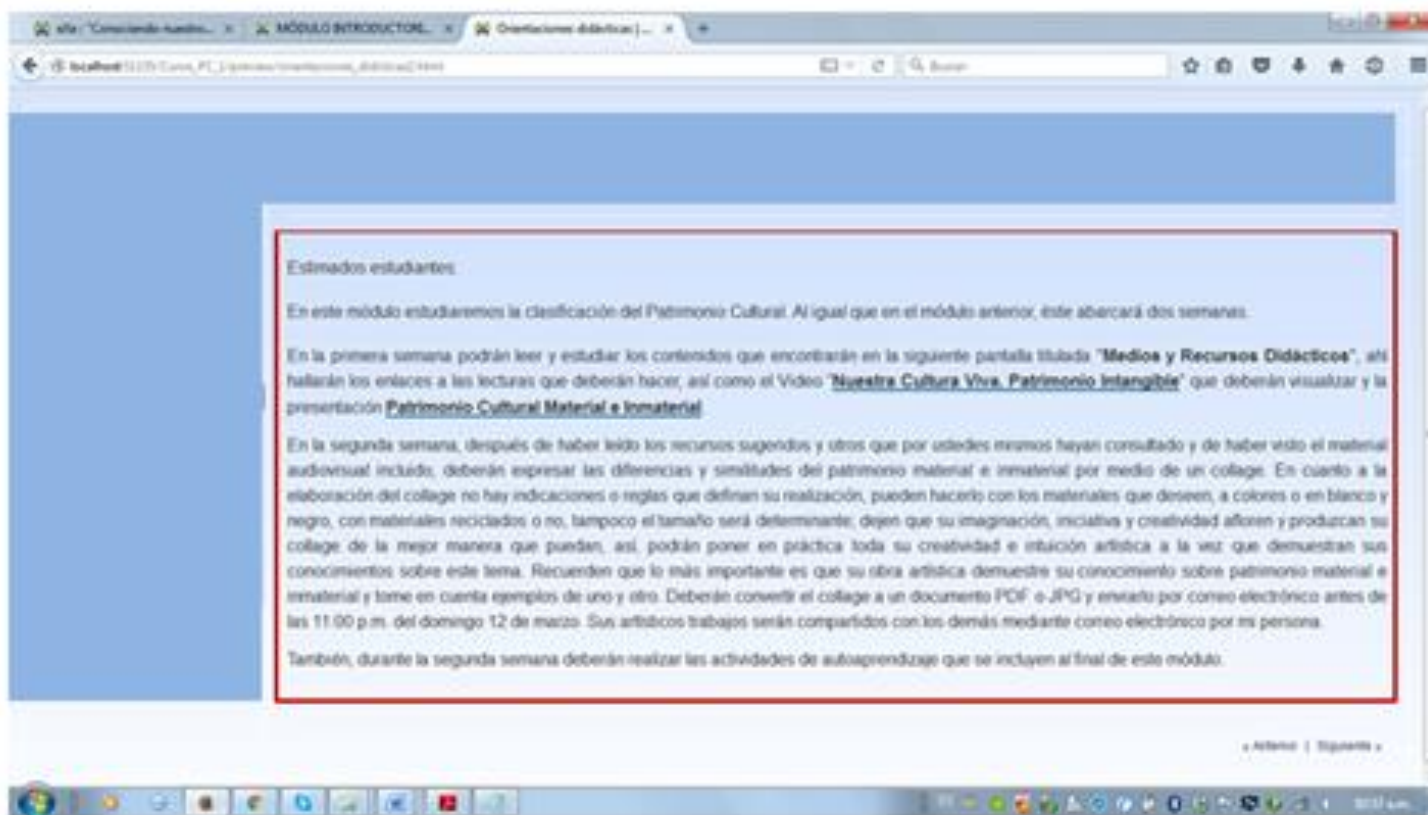 MÓDULO INTRODUCTORI...
Orientaciones didácticas | ...
localhost
Buscar
Estimados estudiantes
En este módulo estudiaremos la clasificación del Patrimonio Cultural. Al igual que en el módulo anterior, éste abarcará dos semanas.
En la primera semana podrán leer y estudiar los contenidos que encontrarán en la siguiente pantalla titulada "Medios y Recursos Didácticos", ahí
hallarán los enlaces a las lecturas que deberán hacer, así como el Video "Nuestra Cultura Viva. Patrimonio Intangible" que deberán visualizar y la
presentación Patrimonio Cultural Material e Inmaterial
En la segunda semana, después de haber leído los recursos sugeridos y otros que por ustedes mismos hayan consultado y de haber visto el material
audiovisual incluido, deberán expresar las diferencias y similitudes del patrimonio material e inmaterial por medio de un collage. En cuanto a la
elaboración del collage no hay indicaciones o reglas que definan su realización, pueden hacerlo con los materiales que deseen, a colores o en blanco y
negro, con materiales reciclados o no, tampoco el tamaño será determinante, dejen que su imaginación, iniciativa y creatividad afloren y produzcan su
collage de la mejor manera que puedan, así, podrán poner en práctica toda su creatividad e intuición artística a la vez que demuestran sus
conocimientos sobre este tema. Recuerden que lo más importante es que su obra artística demuestre su conocimiento sobre patrimonio material e
inmaterial y tome en cuenta ejemplos de uno y otro. Deberán convertir el collage a un documento PDF o JPG y enviarlo por correo electrónico antes de
las 11:00 p.m. del domingo 12 de marzo. Sus artísticos trabajos serán compartidos con los demás mediante correo electrónico por mi persona.
También, durante la segunda semana deberán realizar las actividades de autoaprendizaje que se incluyen al final de este módulo.
« Anterior | Siguiente »